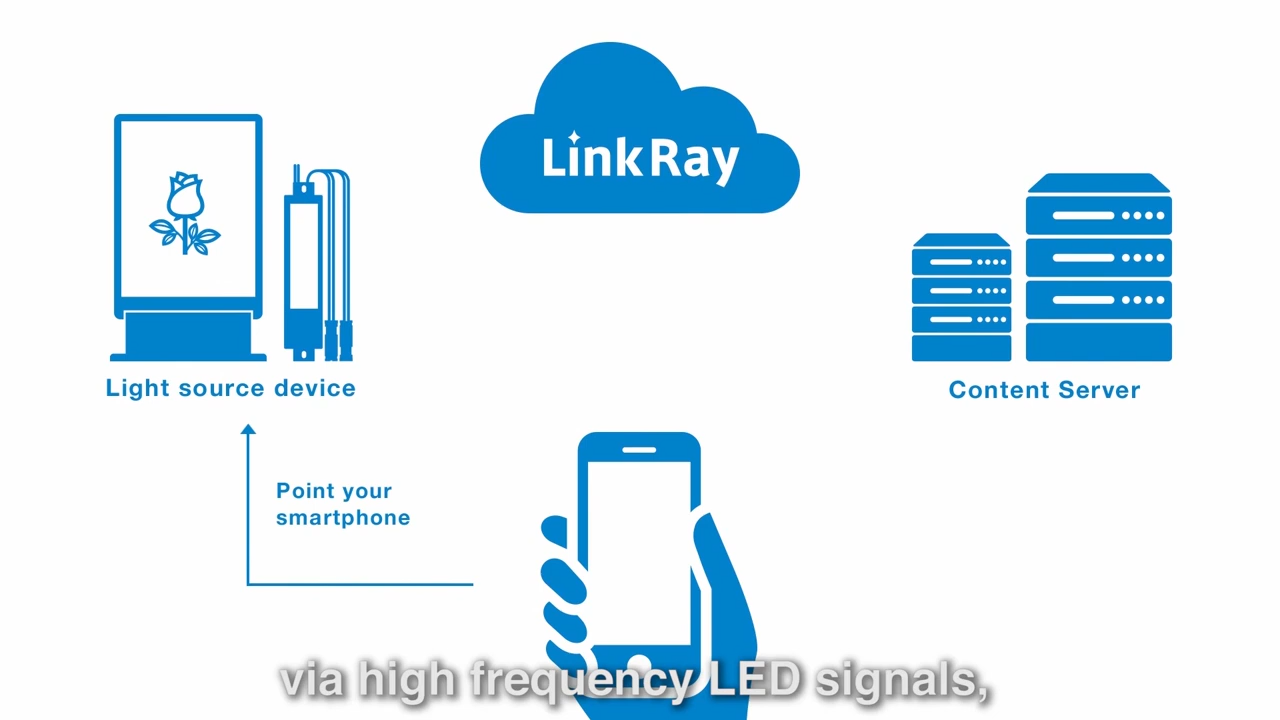 LinkRay
Light source device
Content Server
Point your
smartphone
via high frequency LED signals,